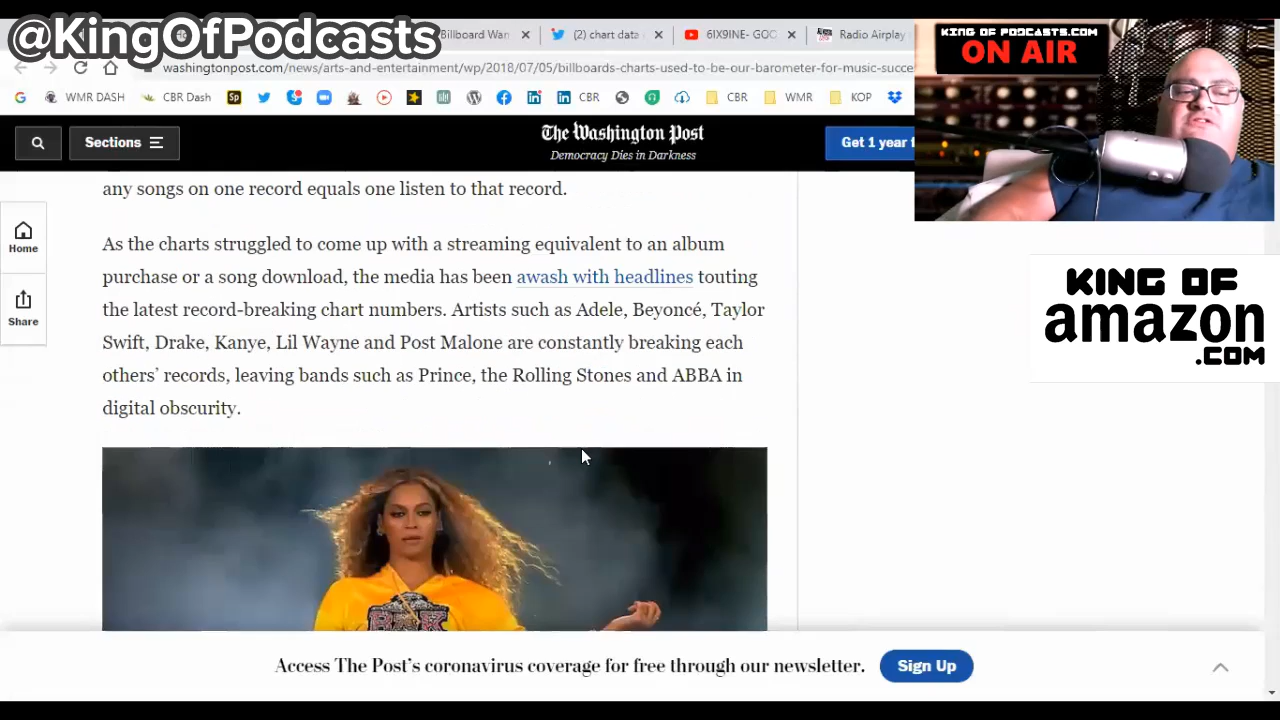 @KingOfPodcasts
Billboard Wan
(2) chart data
6IX9INE- GOO
Radio Airplay
KING OF PODCASTS.COM
ON AIR
washingtonpost.com/news/arts-and-entertainment/wp/2018/07/05/billboards-charts-used-to-be-our-barometer-for-music-succe
WMR DASH
CBR Dash
Sp
CBR
CBR
WMR
KOP
Sections
The Washington Post
Democracy Dies in Darkness
Get 1 year f
any songs on one record equals one listen to that record.
Home
Share
As the charts struggled to come up with a streaming equivalent to an album
purchase or a song download, the media has been awash with headlines touting
the latest record-breaking chart numbers. Artists such as Adele, Beyoncé, Taylor
Swift, Drake, Kanye, Lil Wayne and Post Malone are constantly breaking each
others’ records, leaving bands such as Prince, the Rolling Stones and ABBA in
digital obscurity.
KING OF
amazon
.COM
Access The Post’s coronavirus coverage for free through our newsletter.
Sign Up